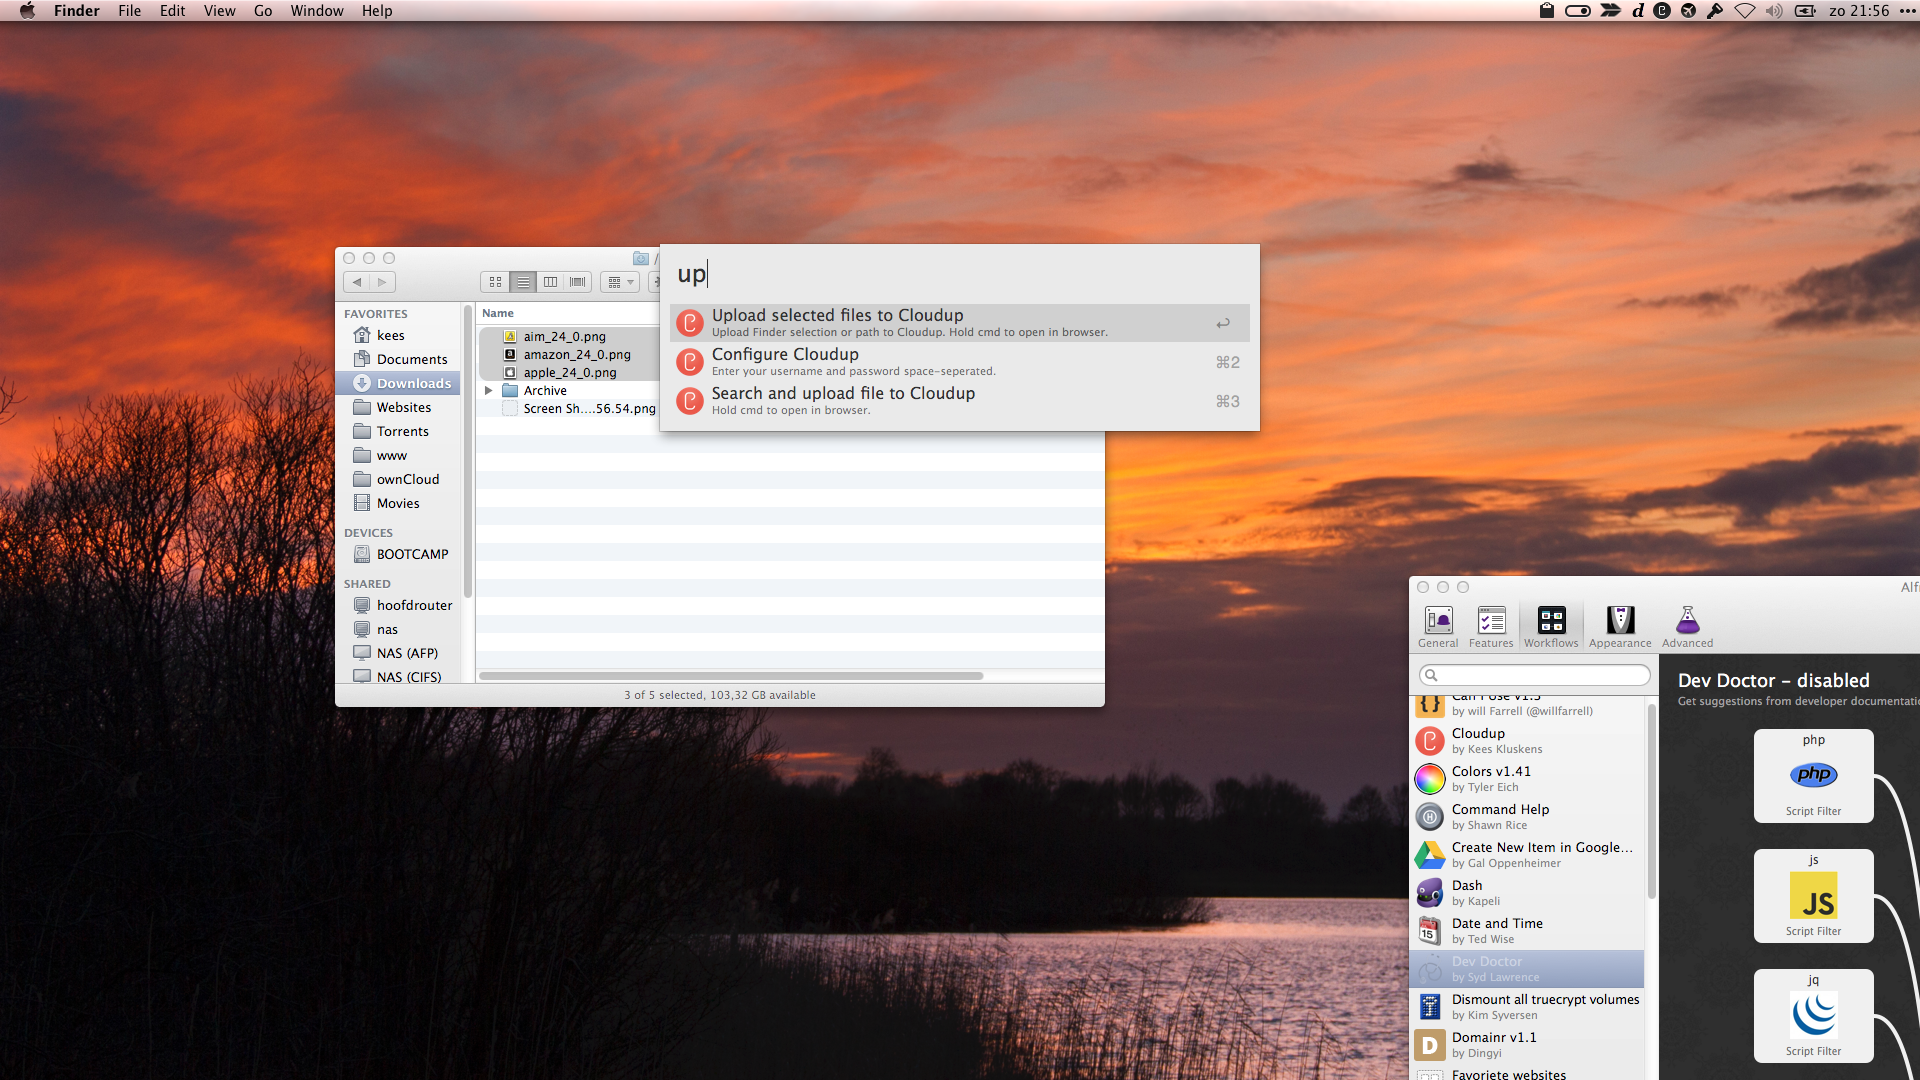 Finder File Edit View Go Window Help
zo 21:56
up
Upload selected files to Cloudup
Upload Finder selection or path to Cloudup. Hold cmd to open in browser.
Configure Cloudup
Enter your username and password space-seperated.
⌘2
Search and upload file to Cloudup
Hold cmd to open in browser.
⌘3
/
FAVORITES
kees
Documents
Downloads
Websites
Torrents
www
ownCloud
Movies
DEVICES
BOOTCAMP
SHARED
hoofdrouter
nas
NAS (AFP)
NAS (CIFS)
Name
aim_24_0.png
amazon_24_0.png
apple_24_0.png
Archive
Screen Sh....56.54.png
3 of 5 selected, 103,32 GB available
Alf
General Features Workflows Appearance Advanced
Can I Use v1.3
by will Farrell (@willfarrell)
Cloudup
by Kees Kluskens
Colors v1.41
by Tyler Eich
Command Help
by Shawn Rice
Create New Item in Google...
by Gal Oppenheimer
Dash
by Kapeli
Date and Time
by Ted Wise
Dev Doctor
by Syd Lawrence
Dismount all truecrypt volumes
by Kim Syversen
Domainr v1.1
by Dingyi
Favoriete websites
Dev Doctor – disabled
Get suggestions from developer documentatio
php
php
Script Filter
js
JS
Script Filter
jq
Script Filter